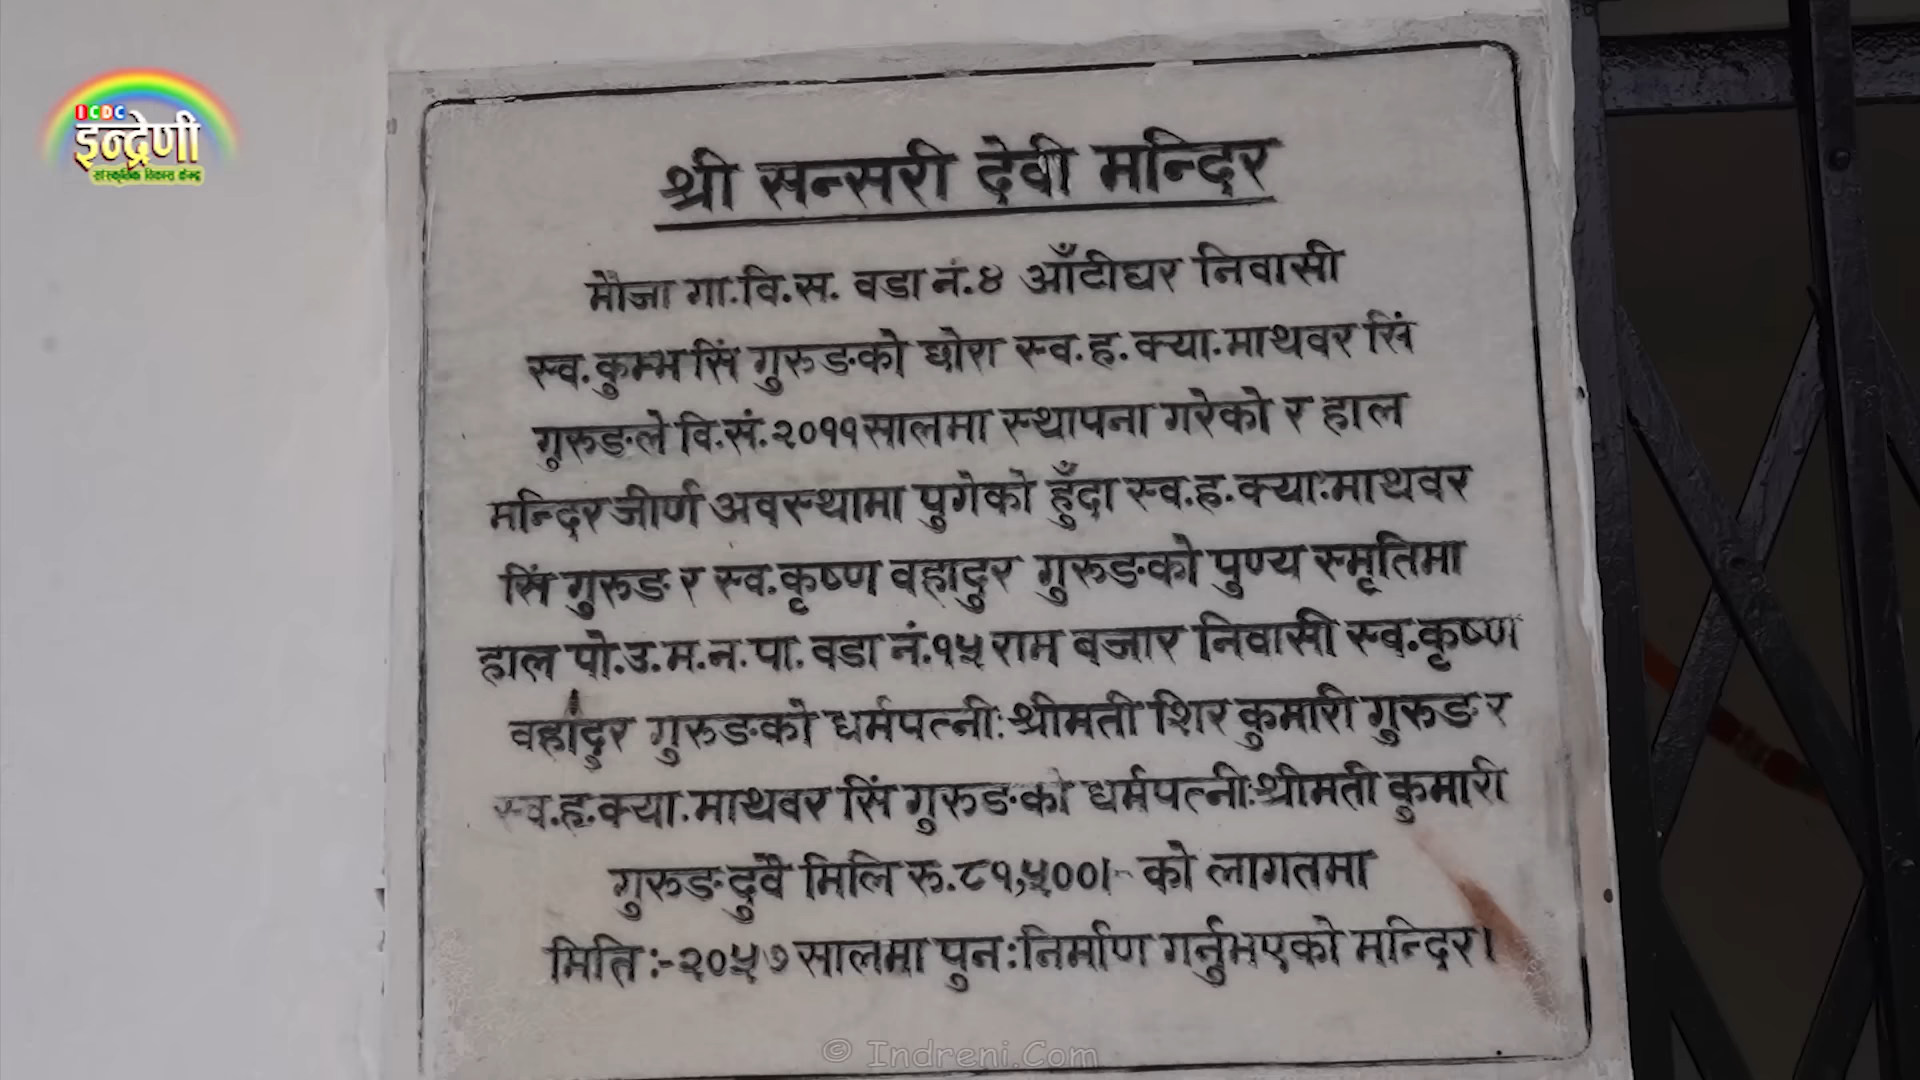 ICDC
इन्द्रेणी
सांस्कृतिक विकास केन्द्र
श्री सन्सरी देवी मन्दिर
मौजा गा.वि.स. वडा नं.४ आँटीघर निवासी
स्व.कुम्भ सिं गुरुङको छोरा स्व.ह.क्या.माथवर सिं
गुरुङले वि.सं.२०११सालमा स्थापना गरेको र हाल
मन्दिर जीर्ण अवस्थामा पुगेको हुँदा स्व.ह.क्या.माथवर
सिं गुरुङ र स्व.कृष्ण वहादुर गुरुङको पुण्य स्मृतिमा
हाल पो.उ.म.न.पा. वडा नं.१५ राम बजार निवासी स्व.कृष्ण
वहादुर गुरुङको धर्मपत्नी: श्रीमती शिर कुमारी गुरुङ र
स्व.ह.क्या.माथवर सिं गुरुङको धर्मपत्नी:श्रीमती कुमारी
गुरुङ दुवै मिलि रु.८१,५००।- को लागतमा
मिति:-२०५७ सालमा पुन:निर्माण गर्नुभएको मन्दिर।
© Indreni.Com